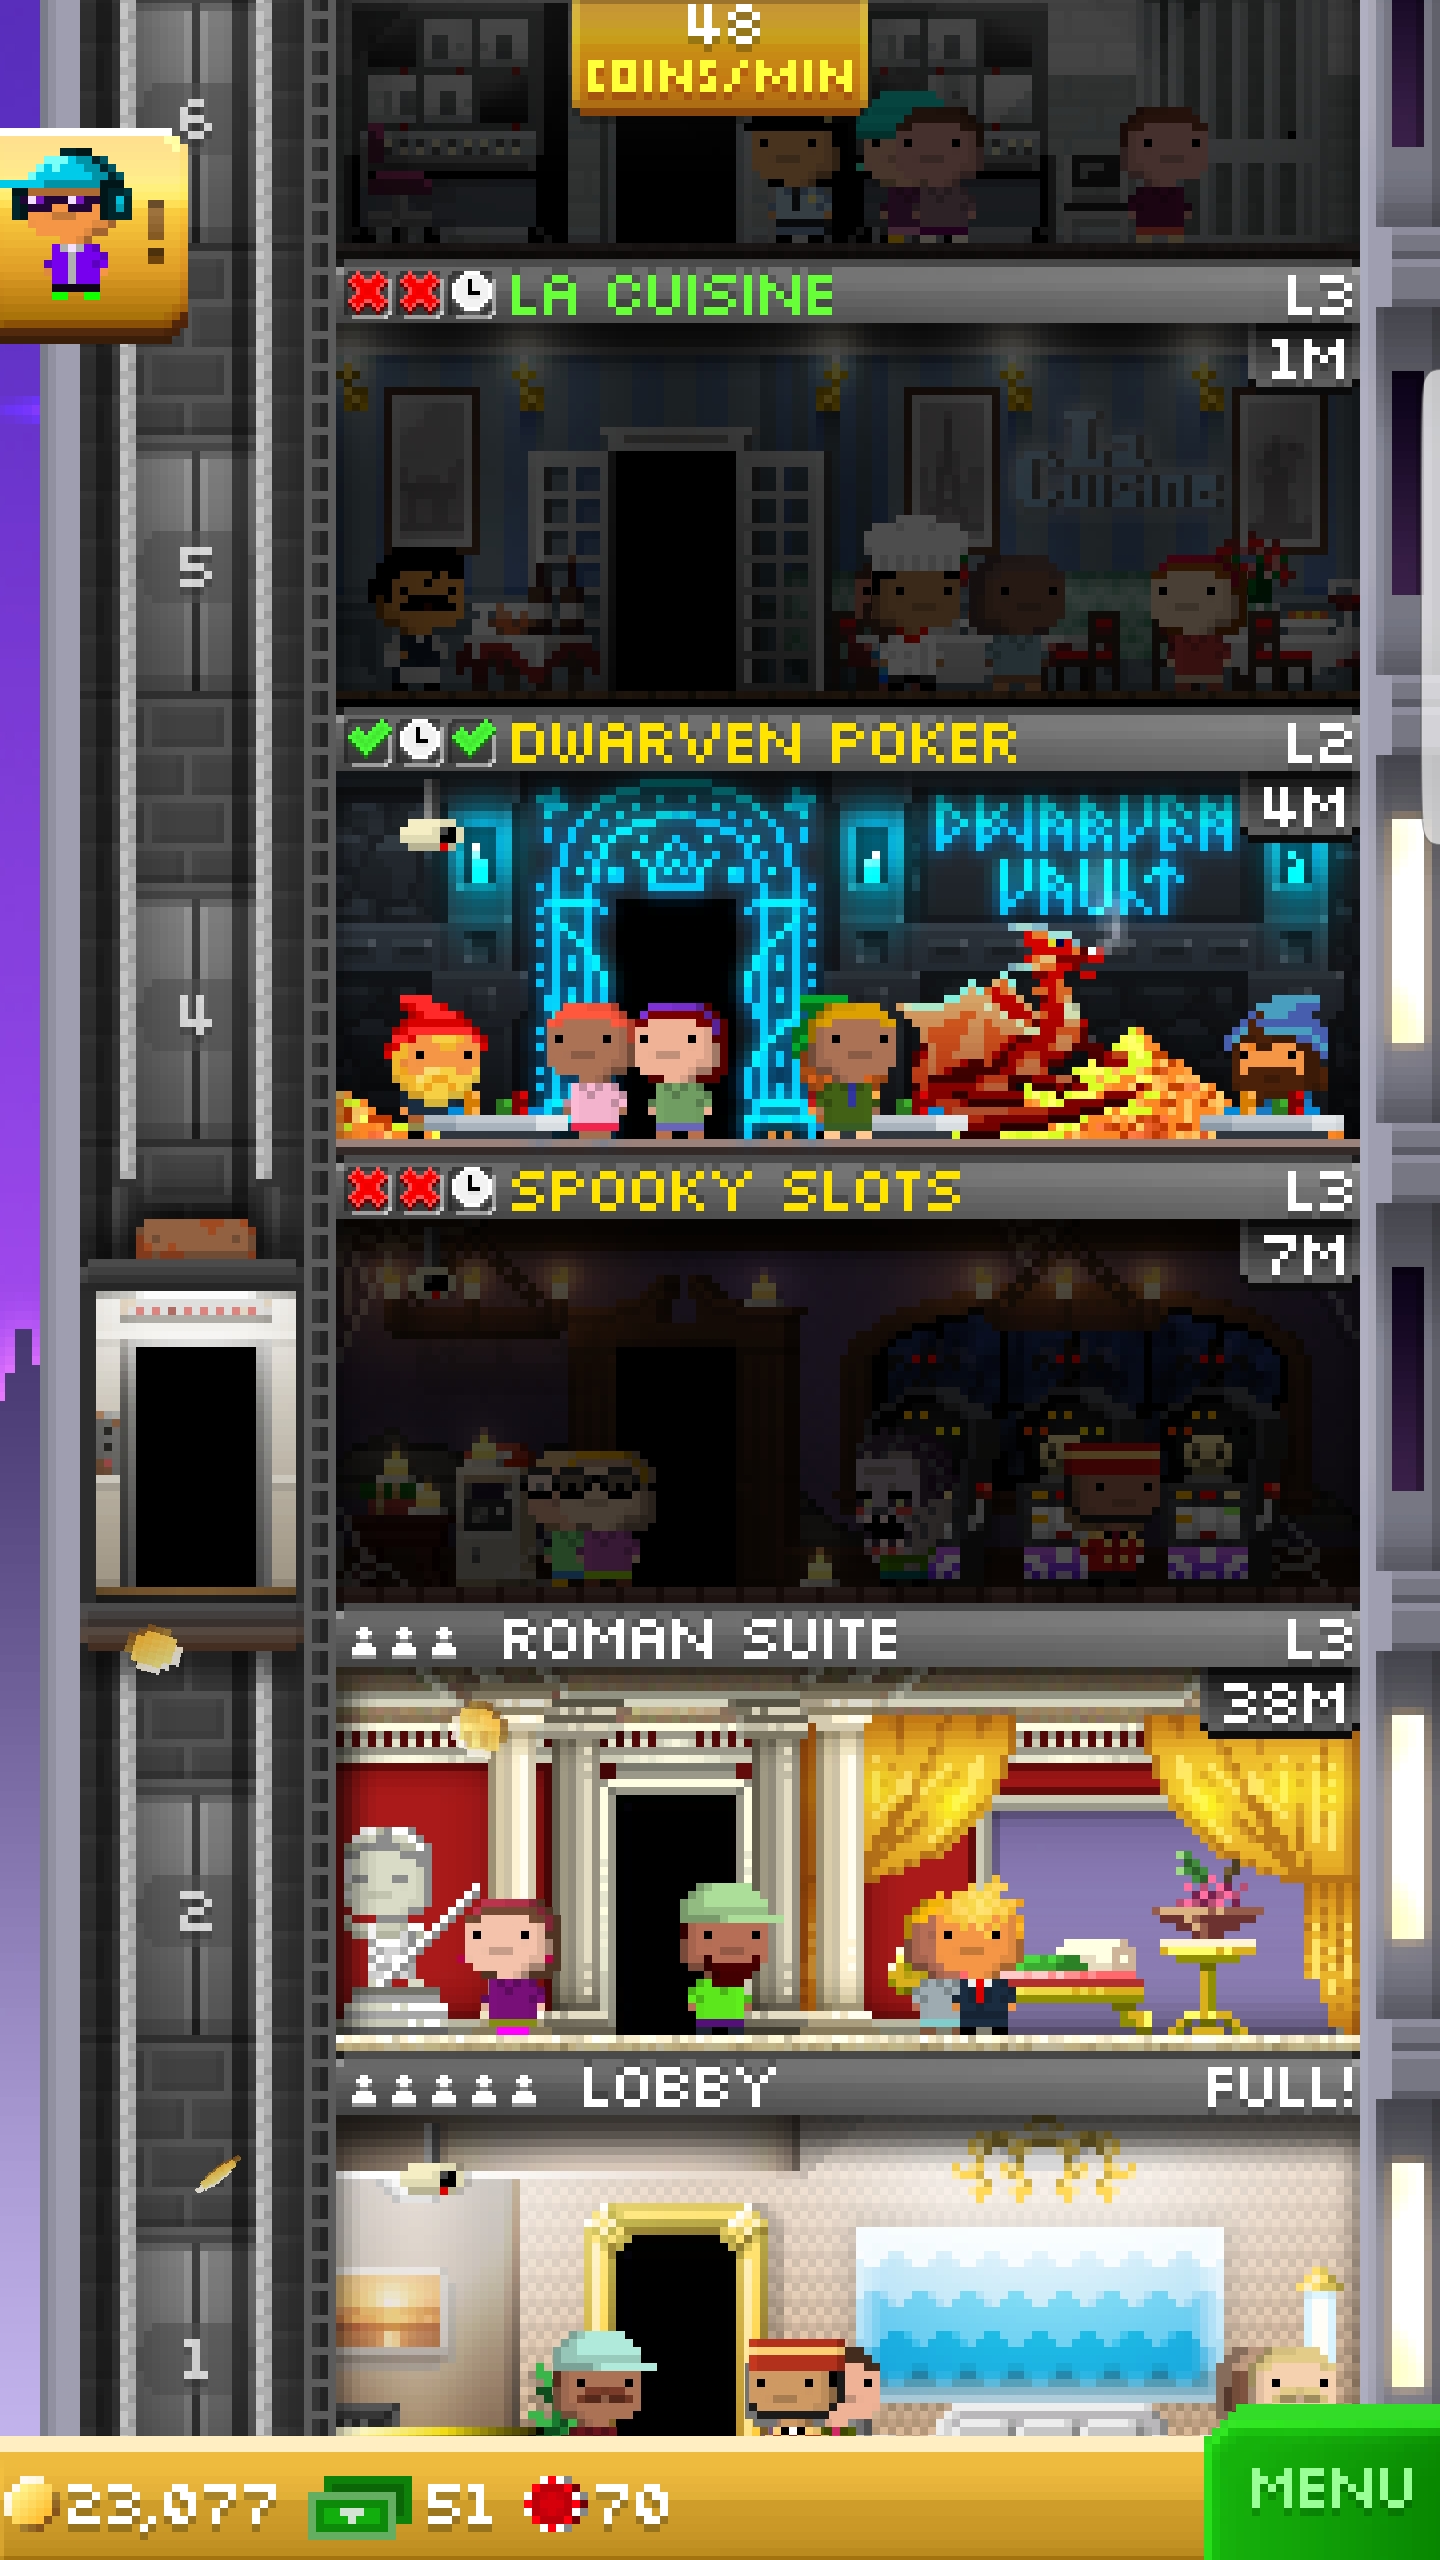 48
COINS/MIN
6
!
LA CUISINE L3
1M
La
Cuisine
5
DWARVEN POKER L2
4M
DWARVEN
VAULT
4
SPOOKY SLOTS L3
7M
ROMAN SUITE L3
38M
2
LOBBY FULL!
1
23,077 51 70
MENU